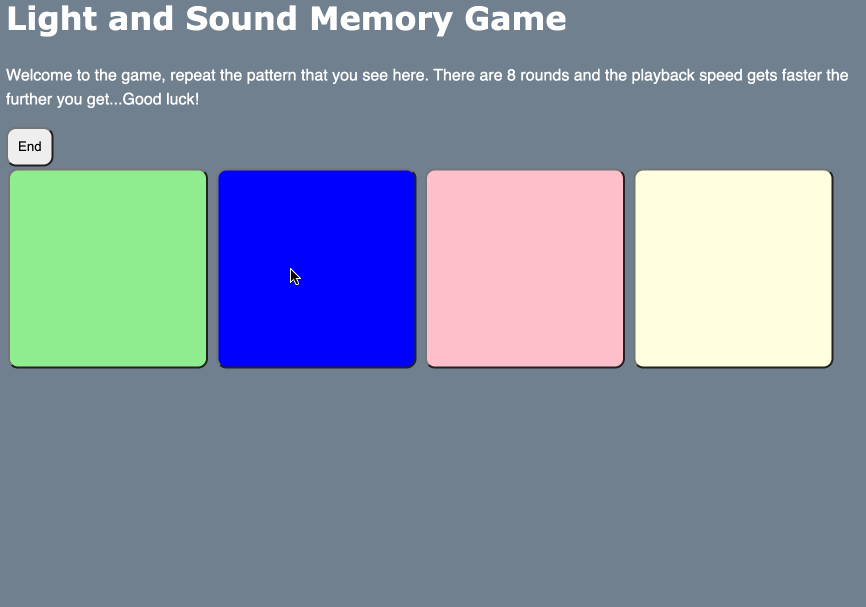 Light and Sound Memory Game
Welcome to the game, repeat the pattern that you see here. There are 8 rounds and the playback speed gets faster the
further you get...Good luck!
End